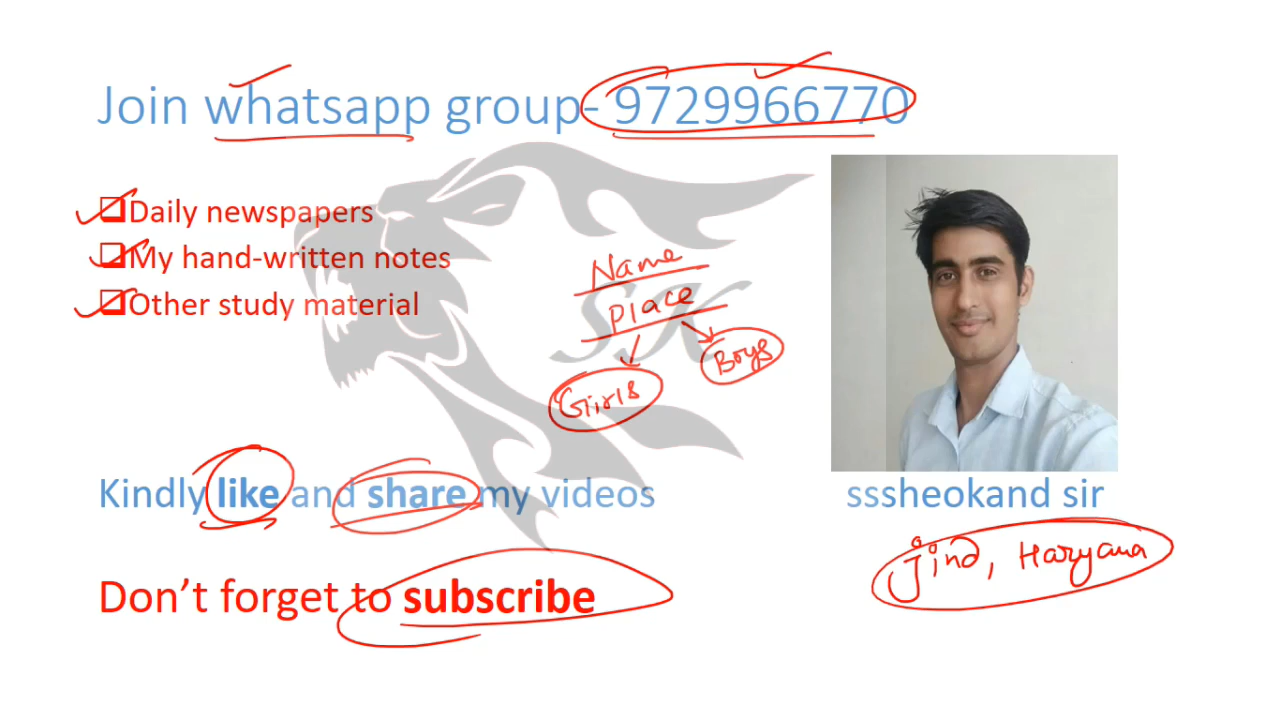 Join whatsapp group- 9729966770
Daily newspapers
My hand-written notes
Other study material
Name
Place
Girls
Boys
SK
Kindly like and share my videos
sssheokand sir
Jind, Haryana
Don’t forget to subscribe